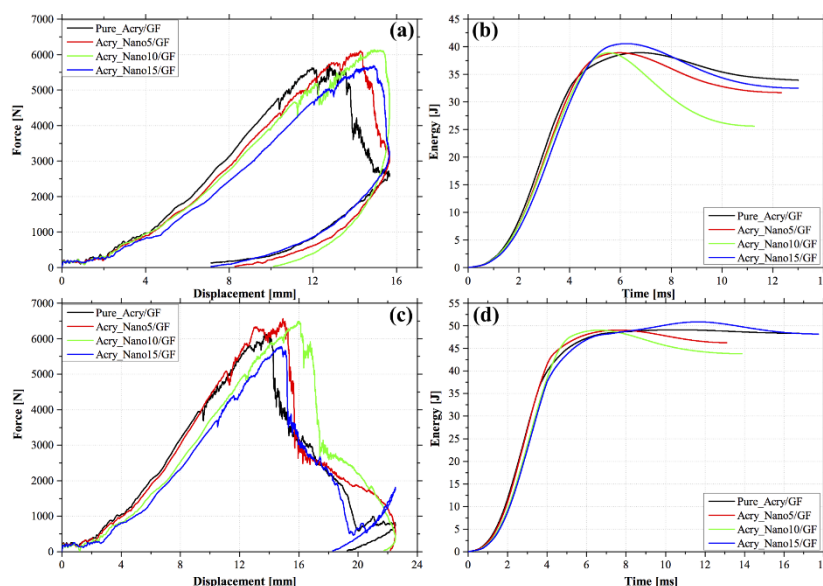 7000
6000
5000
4000
3000
2000
1000
0
Force [N]
Pure_Acry/GF
Acry_Nano5/GF
Acry_Nano10/GF
Acry_Nano15/GF
(a)
0 2 4 6 8 10 12 14 16
Displacement [mm]
45
40
35
30
25
20
15
10
5
0
Energy [J]
(b)
Pure_Acry/GF
Acry_Nano5/GF
Acry_Nano10/GF
Acry_Nano15/GF
0 2 4 6 8 10 12
Time [ms]
7000
6000
5000
4000
3000
2000
1000
0
Force [N]
Pure_Acry/GF
Acry_Nano5/GF
Acry_Nano10/GF
Acry_Nano15/GF
(c)
0 4 8 12 16 20 24
Displacement [mm]
55
50
45
40
35
30
25
20
15
10
5
0
Energy [J]
(d)
Pure_Acry/GF
Acry_Nano5/GF
Acry_Nano10/GF
Acry_Nano15/GF
0 2 4 6 8 10 12 14 16
Time [ms]